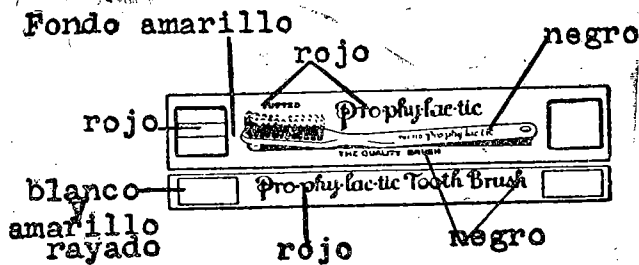 Fondo amarillo
rojo
negro
TUFTED
Pro-phy-lac-tic
rojo
THE QUALITY BRUSH
blanco
Pro-phy-lac-tic Tooth Brush
y
amarillo
rayado
rojo
negro